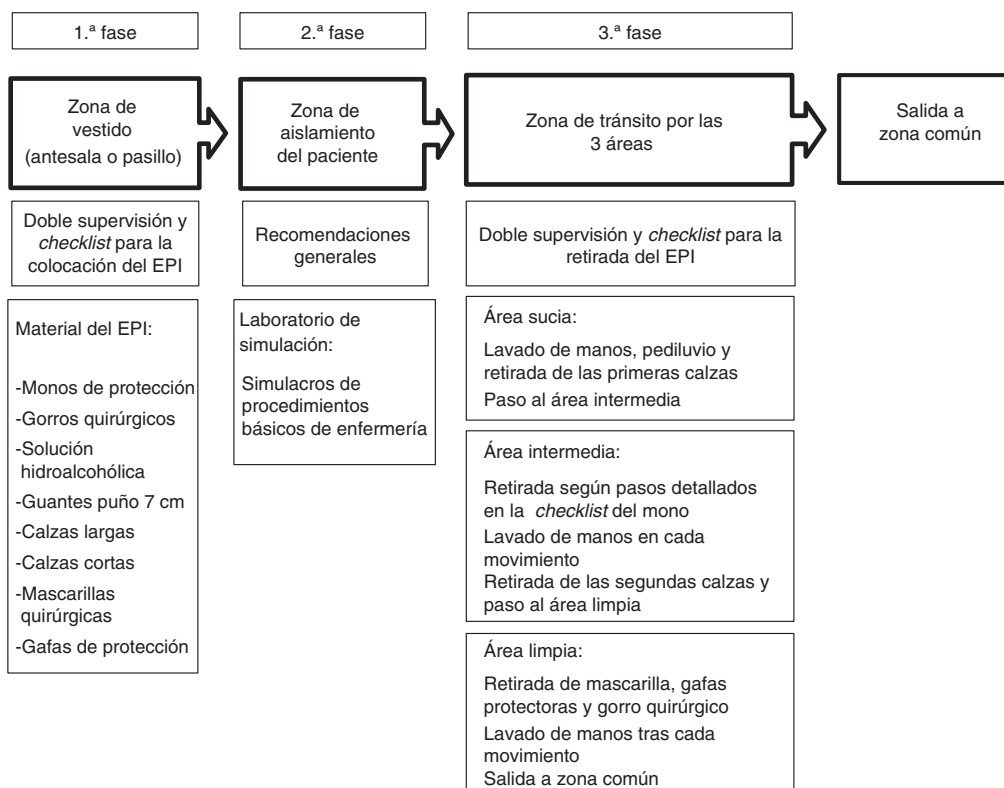 1.ª fase
2.ª fase
3.ª fase
Zona de
vestido
(antesala o pasillo)
Zona de
aislamiento
del paciente
Zona de tránsito por las
3 áreas
Salida a
zona común
Doble supervisión y
checklist para la
colocación del EPI
Recomendaciones
generales
Doble supervisión y checklist para la
retirada del EPI
Material del EPI:
-Monos de protección
-Gorros quirúrgicos
-Solución
hidroalcohólica
-Guantes puño 7 cm
-Calzas largas
-Calzas cortas
-Mascarillas
quirúrgicas
-Gafas de protección
Laboratorio de
simulación:
Simulacros de
procedimientos
básicos de enfermería
Área sucia:
Lavado de manos, pediluvio y
retirada de las primeras calzas
Paso al área intermedia
Área intermedia:
Retirada según pasos detallados
en la checklist del mono
Lavado de manos en cada
movimiento
Retirada de las segundas calzas y
paso al área limpia
Área limpia:
Retirada de mascarilla, gafas
protectoras y gorro quirúrgico
Lavado de manos tras cada
movimiento
Salida a zona común